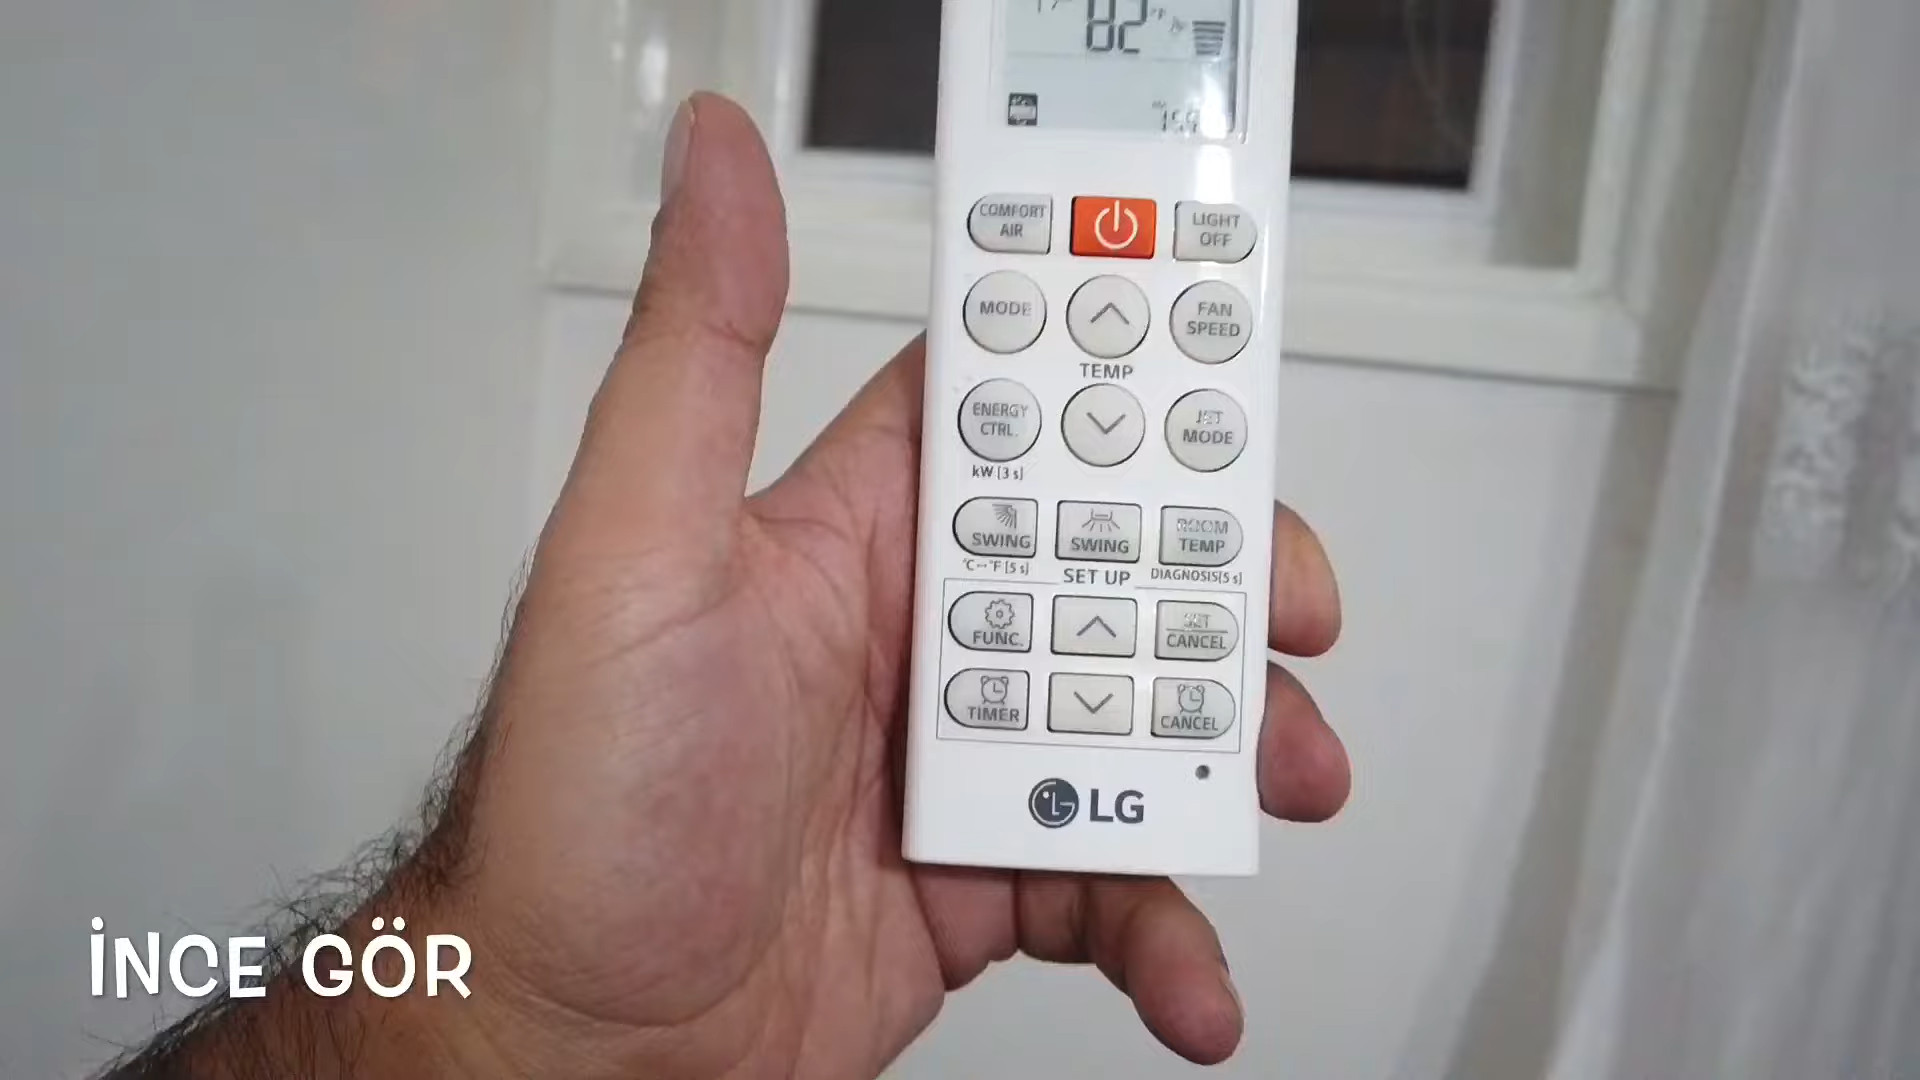 82 °F
COMFORT
AIR
LIGHT
OFF
MODE
FAN
SPEED
TEMP
ENERGY
CTRL.
JET
MODE
kW [3 s]
SWING
SWING
ROOM
TEMP
°C↔°F [5 s]
SET UP
DIAGNOSIS[5 s]
FUNC.
SET
CANCEL
TIMER
CANCEL
LG
İNCE GÖR